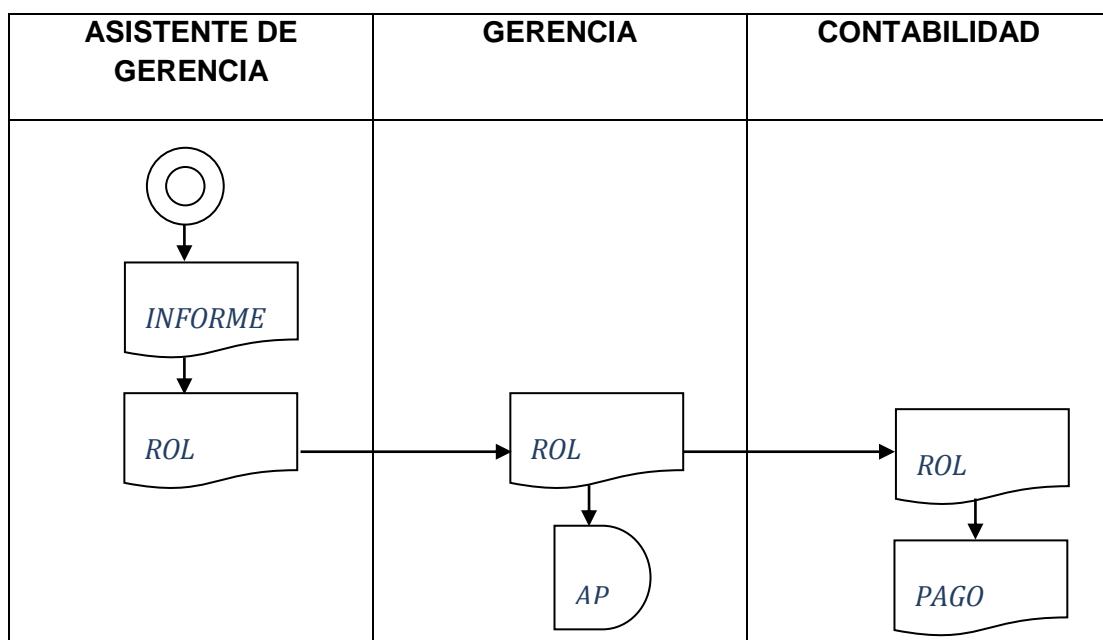 ASISTENTE DE
GERENCIA
GERENCIA
CONTABILIDAD
INFORME
ROL
ROL
ROL
AP
PAGO